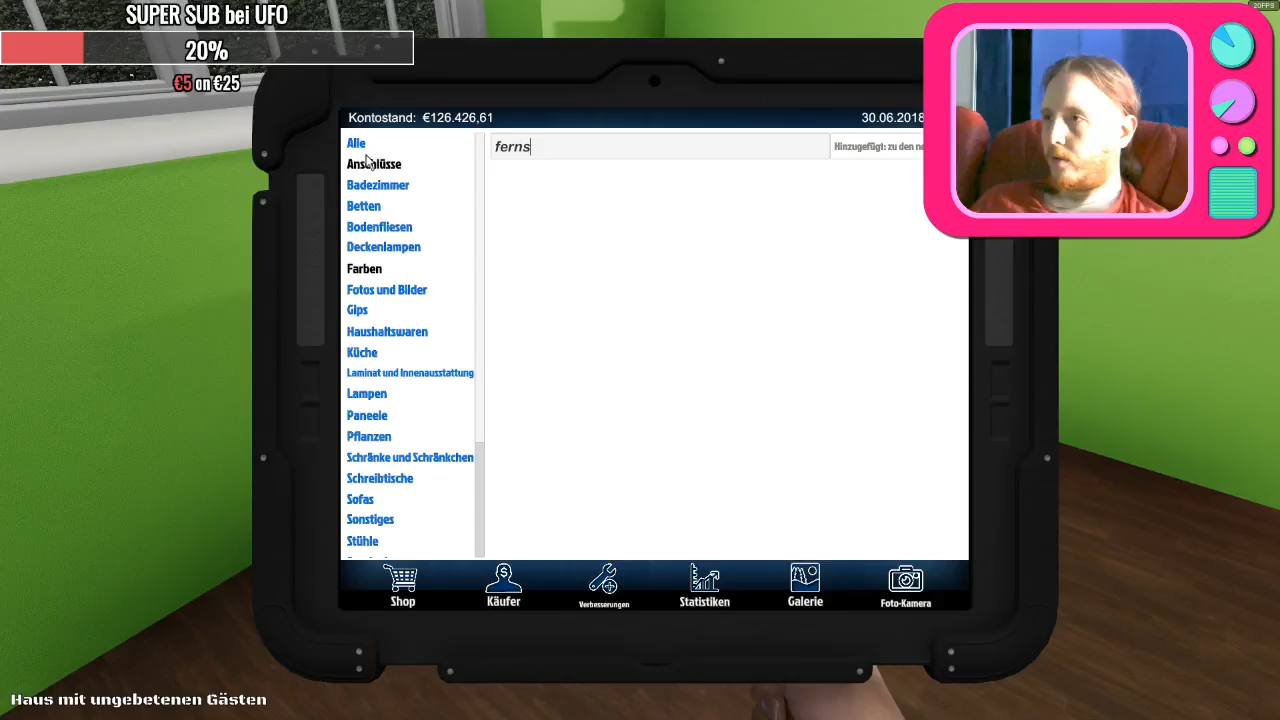 SUPER SUB bei UFO
20%
€5 on €25
20FPS
Kontostand: €126.426,61
30.06.2018
ferns
Hinzugefügt: zu den
Alle
Anschlüsse
Badezimmer
Betten
Bodenfliesen
Deckenlampen
Farben
Fotos und Bilder
Gips
Haushaltswaren
Küche
Laminat und Innenausstattung
Lampen
Paneele
Pflanzen
Schränke und Schränkchen
Schreibtische
Sofas
Sonstiges
Stühle
Shop
Käufer
Verbesserungen
Statistiken
Galerie
Foto-Kamera
Haus mit ungebetenen Gästen